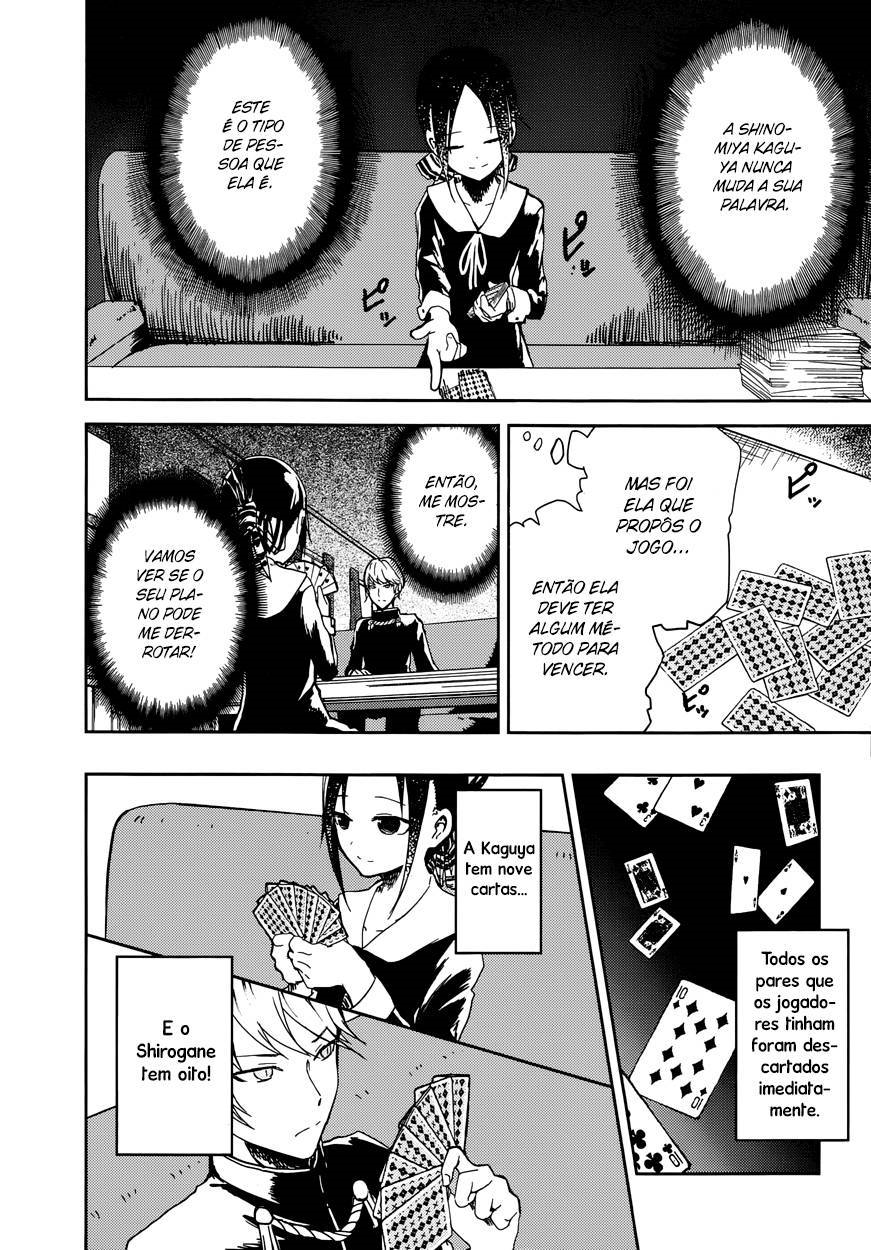 A SHINO-
MIYA KAGU-
YA NUNCA
MUDA A SUA
PALAVRA.
ESTE
É O TIPO
DE PES-
SOA QUE
ELA É.
ピッ
ピッ
MAS FOI
ELA QUE
PROPÔS O
JOGO...
ENTÃO ELA
DEVE TER
ALGUM MÉ-
TODO PARA
VENCER.
ピッ
ピッ
ENTÃO,
ME MOS-
TRE.
VAMOS
VER SE O
SEU PLA-
NO PODE
ME DER-
ROTAR!
Todos os
pares que
os jogado-
res tinham
foram des-
cartados
imediata-
mente.
10
10
A Kaguya
tem nove
cartas...
E o
Shirogane
tem oito!